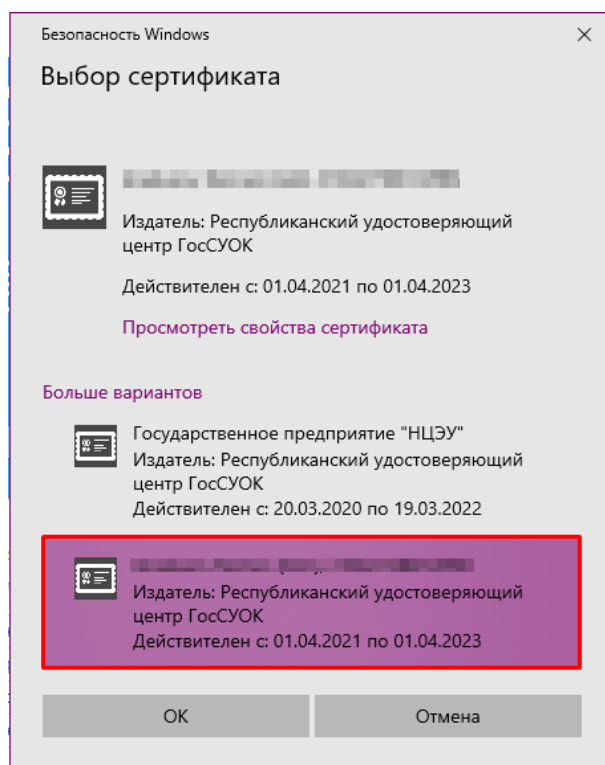 Безопасность Windows
Выбор сертификата
Издатель: Республиканский удостоверяющий
центр ГосСУОК
Действителен с: 01.04.2021 по 01.04.2023
Просмотреть свойства сертификата
Больше вариантов
Государственное предприятие "НЦЭУ"
Издатель: Республиканский удостоверяющий
центр ГосСУОК
Действителен с: 20.03.2020 по 19.03.2022
Издатель: Республиканский удостоверяющий
центр ГосСУОК
Действителен с: 01.04.2021 по 01.04.2023
ОК
Отмена